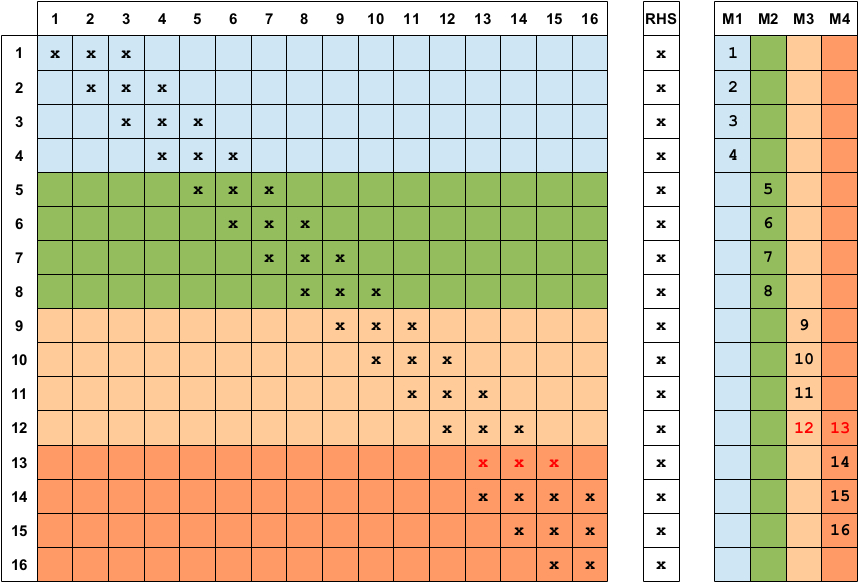 1 2 3 4 5 6 7 8 9 10 11 12 13 14 15 16 RHS M1 M2 M3 M4
1 x x x x 1
2 x x x x 2
3 x x x x 3
4 x x x x 4
5 x x x x 5
6 x x x x 6
7 x x x x 7
8 x x x x 8
9 x x x x 9
10 x x x x 10
11 x x x x 11
12 x x x x 12 13
13 x x x x 14
14 x x x x x 15
15 x x x x 16
16 x x x